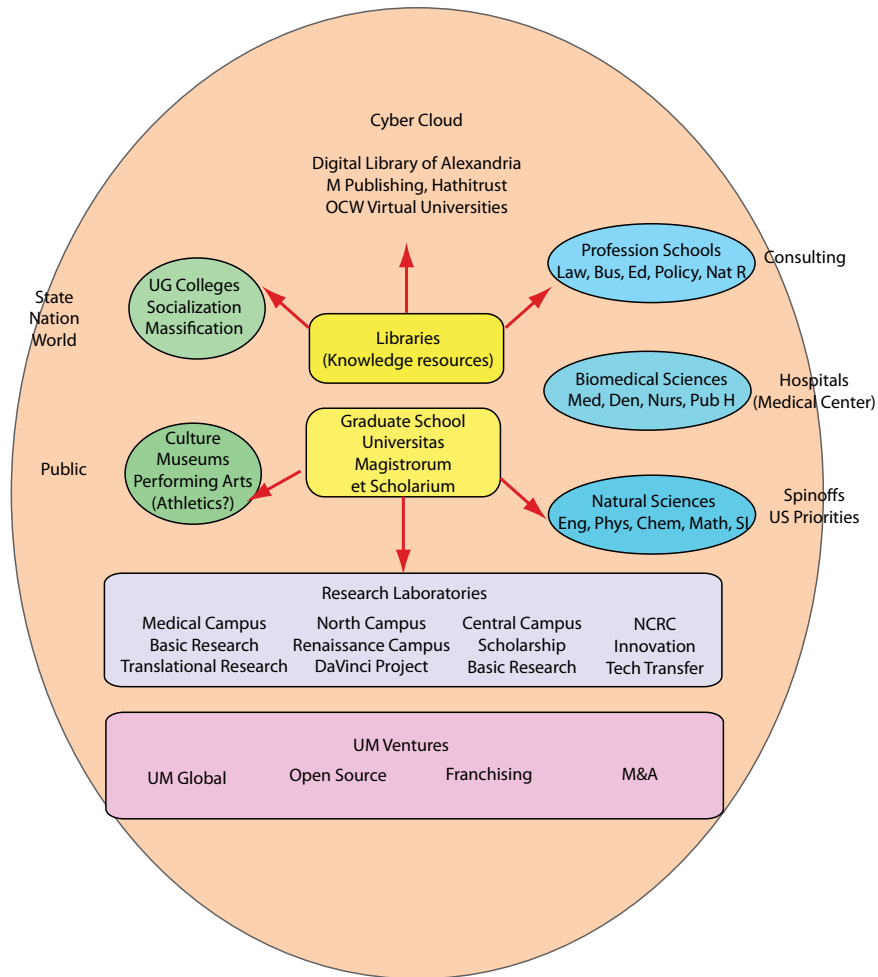 Cyber Cloud
Digital Library of Alexandria
M Publishing, Hathitrust
OCW Virtual Universities
State
Nation
World
UG Colleges
Socialization
Massification
Libraries
(Knowledge resources)
Profession Schools
Law, Bus, Ed, Policy, Nat R
Consulting
Biomedical Sciences
Med, Den, Nurs, Pub H
Hospitals
(Medical Center)
Public
Culture
Museums
Performing Arts
(Athletics?)
Graduate School
Universitas
Magistrorum
et Scholarium
Natural Sciences
Eng, Phys, Chem, Math, SI
Spinoffs
US Priorities
Research Laboratories
Medical Campus
Basic Research
Translational Research
North Campus
Renaissance Campus
DaVinci Project
Central Campus
Scholarship
Basic Research
NCRC
Innovation
Tech Transfer
UM Ventures
UM Global
Open Source
Franchising
M&A